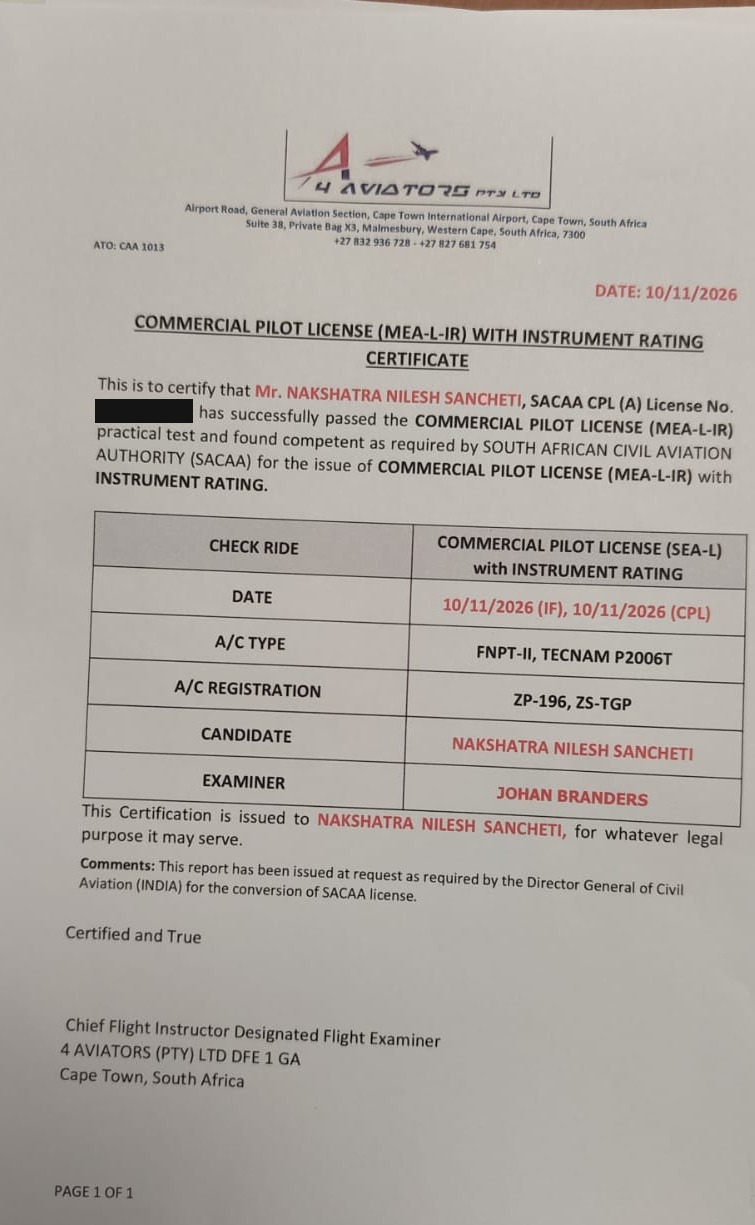 4 AVIATORS PTY LTD
Airport Road, General Aviation Section, Cape Town International Airport, Cape Town, South Africa
Suite 38, Private Bag X3, Malmesbury, Western Cape, South Africa, 7300
+27 832 936 728 - +27 827 681 754
ATO: CAA 1013
DATE: 10/11/2026
COMMERCIAL PILOT LICENSE (MEA-L-IR) WITH INSTRUMENT RATING
CERTIFICATE
This is to certify that Mr. NAKSHATRA NILESH SANCHETI, SACAA CPL (A) License No.
has successfully passed the COMMERCIAL PILOT LICENSE (MEA-L-IR)
practical test and found competent as required by SOUTH AFRICAN CIVIL AVIATION
AUTHORITY (SACAA) for the issue of COMMERCIAL PILOT LICENSE (MEA-L-IR) with
INSTRUMENT RATING.
CHECK RIDE
COMMERCIAL PILOT LICENSE (SEA-L)
with INSTRUMENT RATING
DATE
10/11/2026 (IF), 10/11/2026 (CPL)
A/C TYPE
FNPT-II, TECNAM P2006T
A/C REGISTRATION
ZP-196, ZS-TGP
CANDIDATE
NAKSHATRA NILESH SANCHETI
EXAMINER
JOHAN BRANDERS
This Certification is issued to NAKSHATRA NILESH SANCHETI, for whatever legal
purpose it may serve.
Comments: This report has been issued at request as required by the Director General of Civil
Aviation (INDIA) for the conversion of SACAA license.
Certified and True
Chief Flight Instructor Designated Flight Examiner
4 AVIATORS (PTY) LTD DFE 1 GA
Cape Town, South Africa
PAGE 1 OF 1